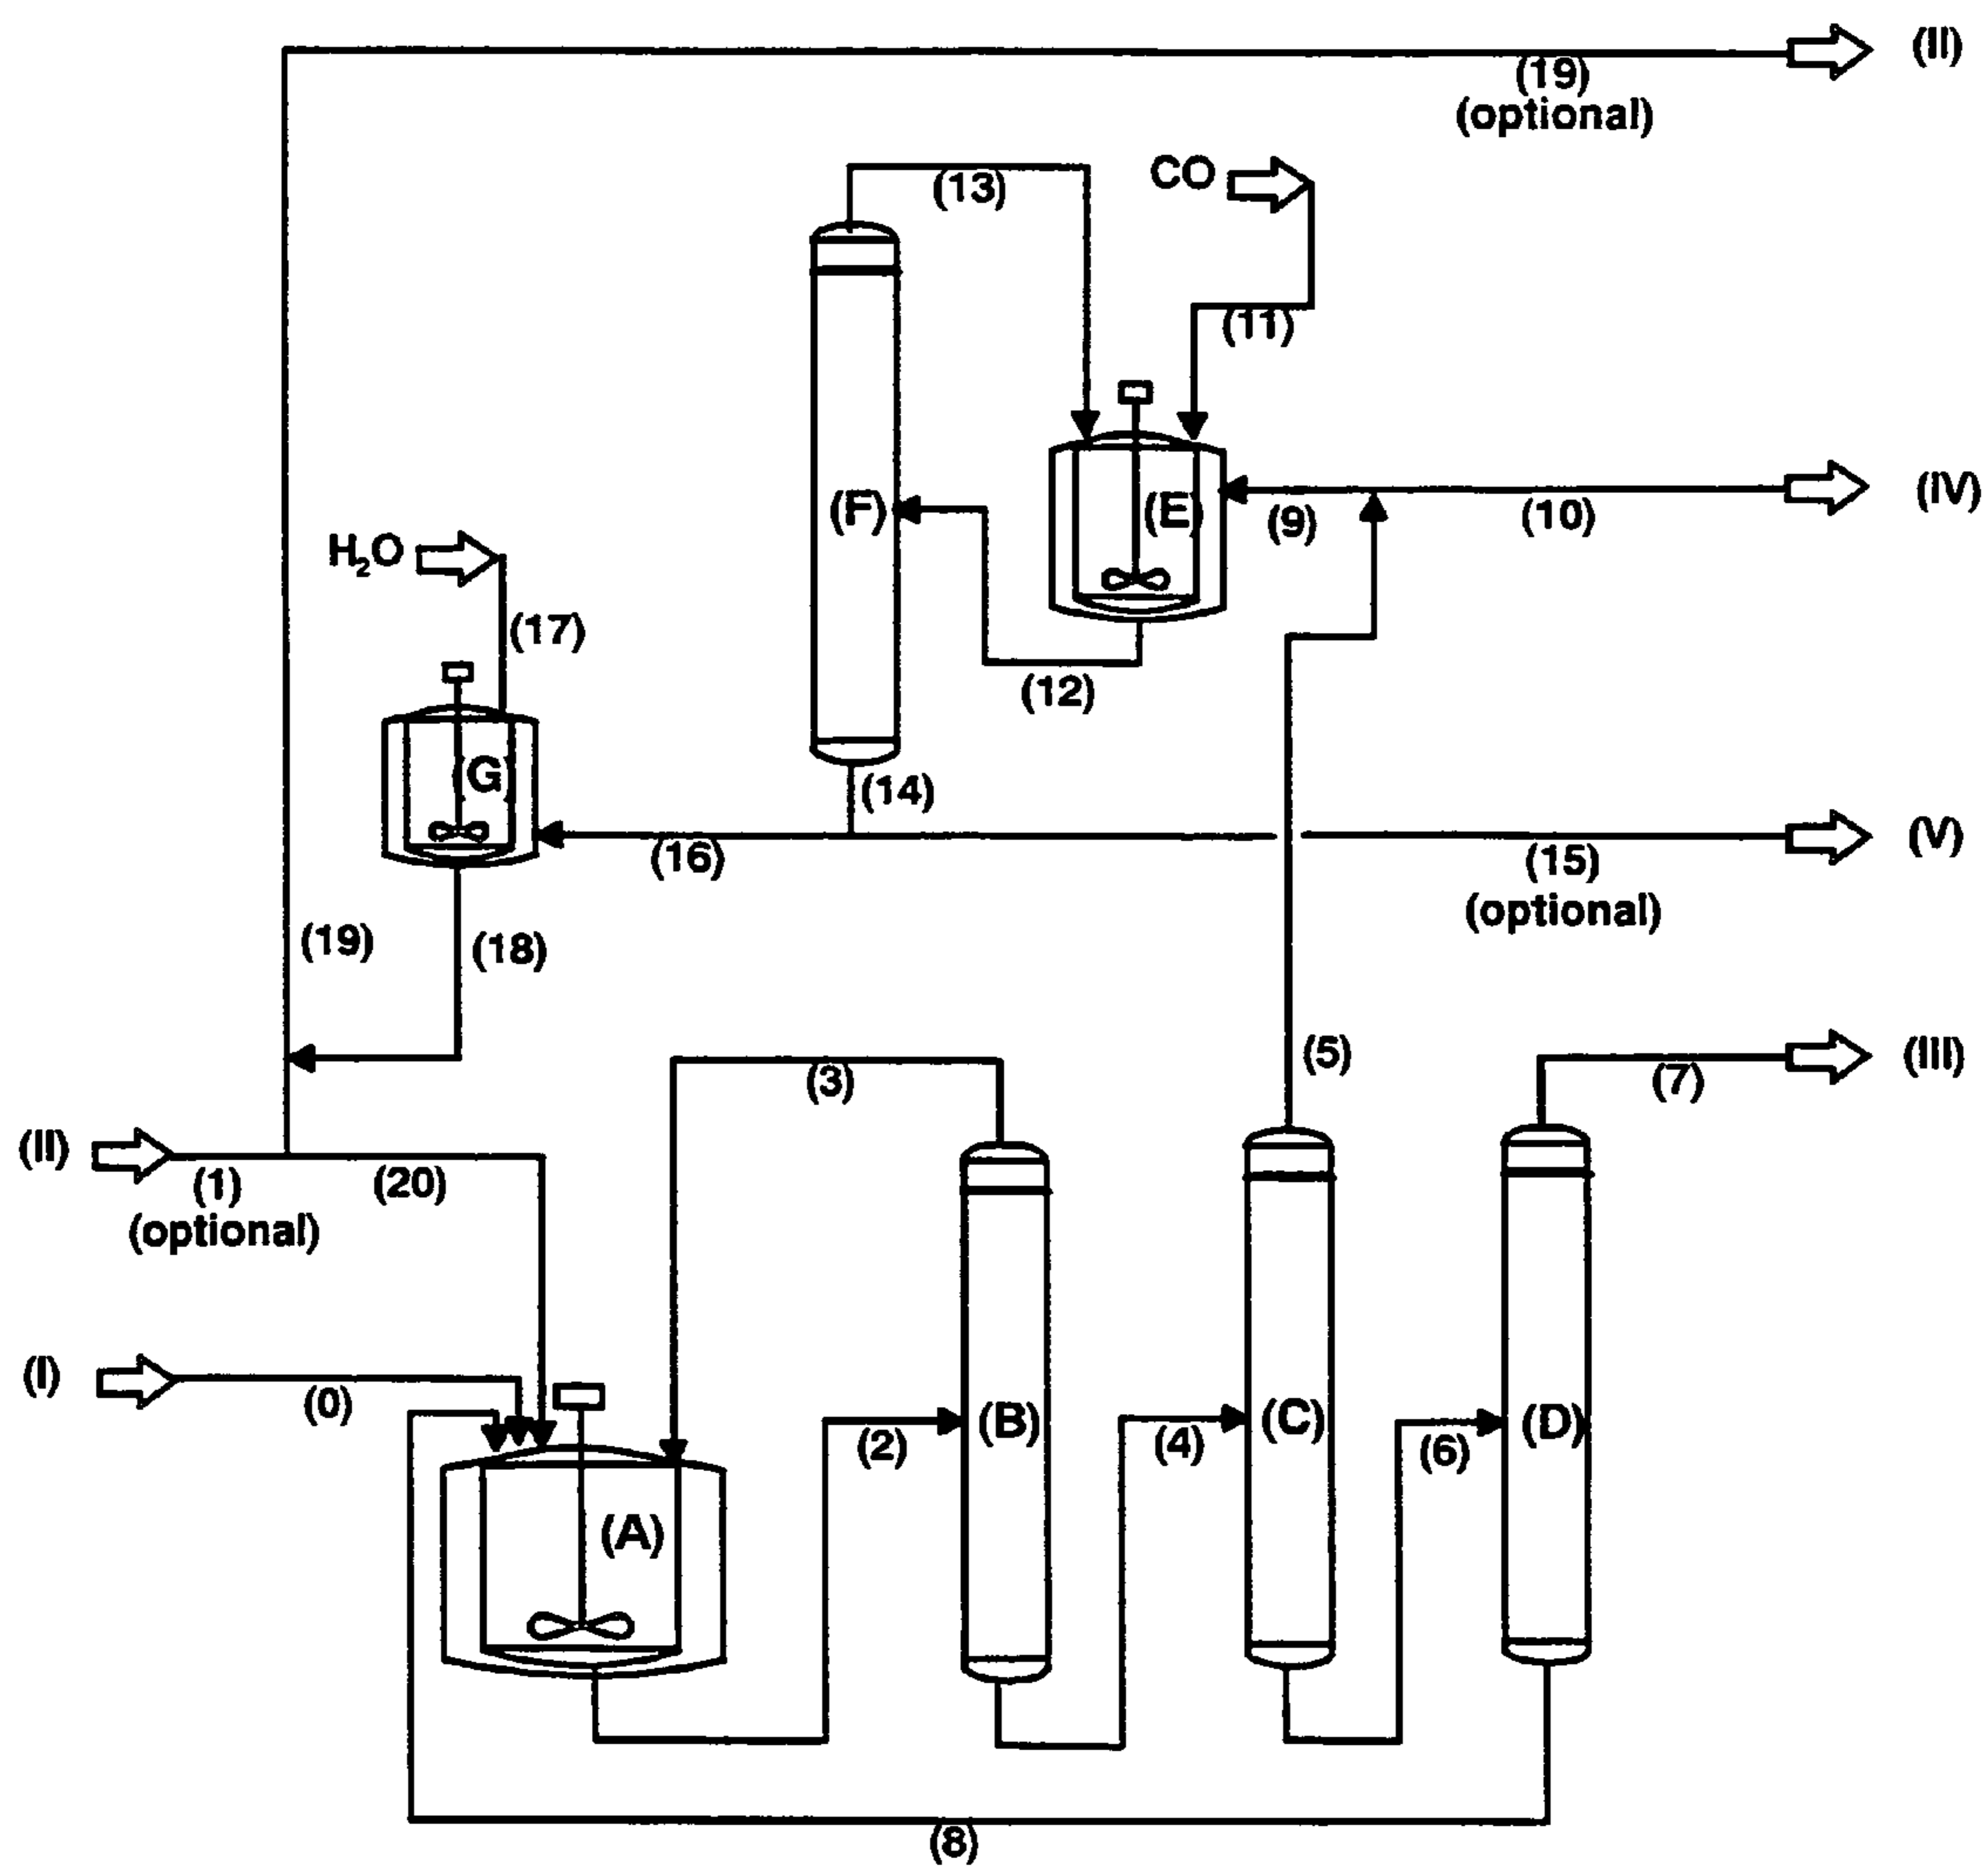 (II)
(19)
(optional)
(13)
CO
(11)
(F)
(E)
(9)
(10)
(IV)
H₂O
(17)
(12)
(G)
(14)
(16)
(15)
(optional)
(V)
(19)
(18)
(5)
(III)
(3)
(7)
(II)
(1)
(optional)
(20)
(I)
(0)
(2)
(B)
(4)
(C)
(6)
(D)
(A)
(8)